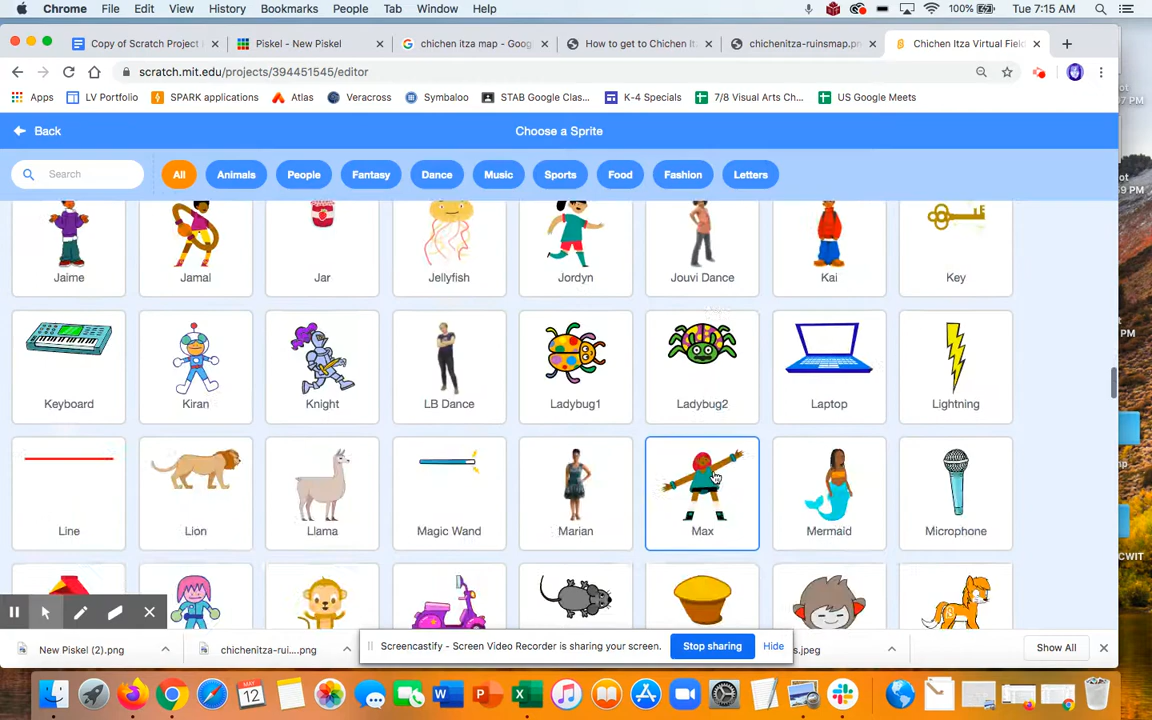 Chrome File Edit View History Bookmarks People Tab Window Help 100% Tue 7:15 AM
Copy of Scratch Project Piskel - New Piskel chichen itza map - Goog How to get to Chichen It chichenitza-ruinsmap.pn Chichen Itza Virtual Field
scratch.mit.edu/projects/394451545/editor
Apps LV Portfolio SPARK applications Atlas Veracross Symbaloo STAB Google Clas... K-4 Specials 7/8 Visual Arts Ch... US Google Meets
Back Choose a Sprite
Search All Animals People Fantasy Dance Music Sports Food Fashion Letters
Jaime Jamal Jar Jellyfish Jordyn Jouvi Dance Kai Key
Keyboard Kiran Knight LB Dance Ladybug1 Ladybug2 Laptop Lightning
Line Lion Llama Magic Wand Marian Max Mermaid Microphone
New Piskel (2).png chichenitza-rui....png Screencastify - Screen Video Recorder is sharing your screen. Stop sharing Hide s.jpeg Show All
MAY
12